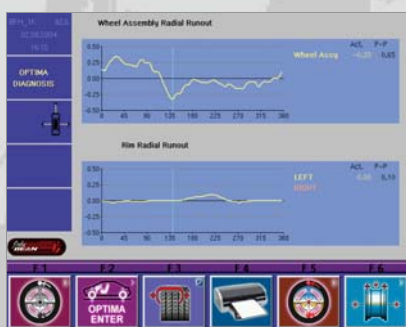 Wheel Assembly Radial Runout
Act. P-P
Wheel Assy -0,20 0,65
0.50
0.25
0.00
-0.25
-0.50
0 45 90 135 180 225 270 315 360
OPTIMA
DIAGNOSIS
Rim Radial Runout
Act. P-P
LEFT 0,00 0,10
RIGHT
0.50
0.25
0.00
-0.25
-0.50
0 45 90 135 180 225 270 315 360
BEAN
F 1 F 2 F 3 F 4 F 5 F 6
OPTIMA
ENTER